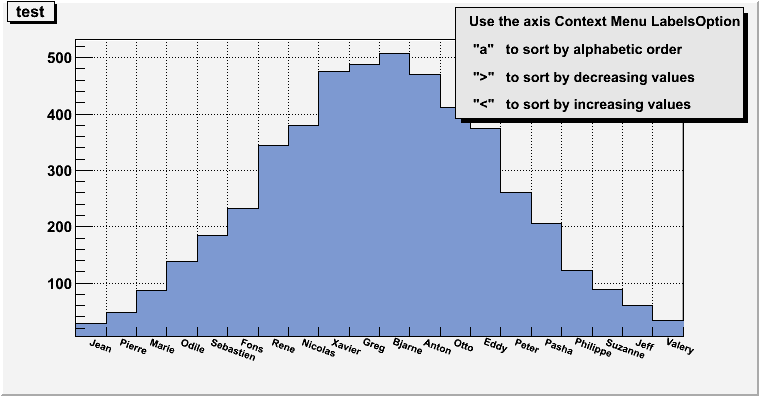 test
Use the axis Context Menu LabelsOption
"a" to sort by alphabetic order
">" to sort by decreasing values
"<" to sort by increasing values
500
400
300
200
100
Jean Pierre Marie Odile Sebastien Fons Rene Nicolas Xavier Greg Bjarne Anton Otto Eddy Peter Pasha Philippe Suzanne Jeff Valery